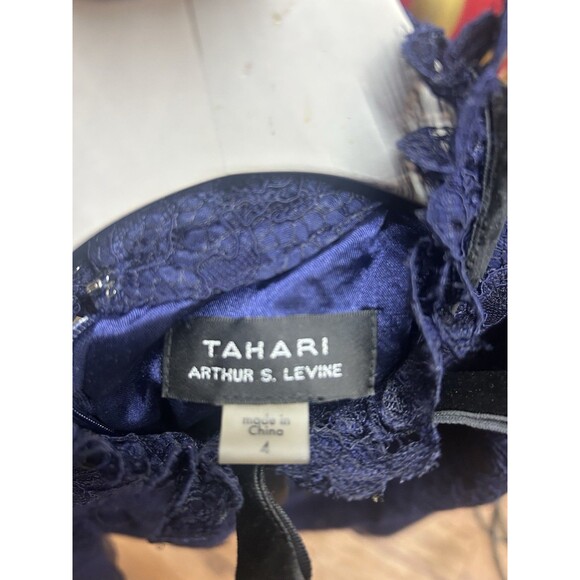 TAHARI
ARTHUR S. LEVINE
made in
China
4